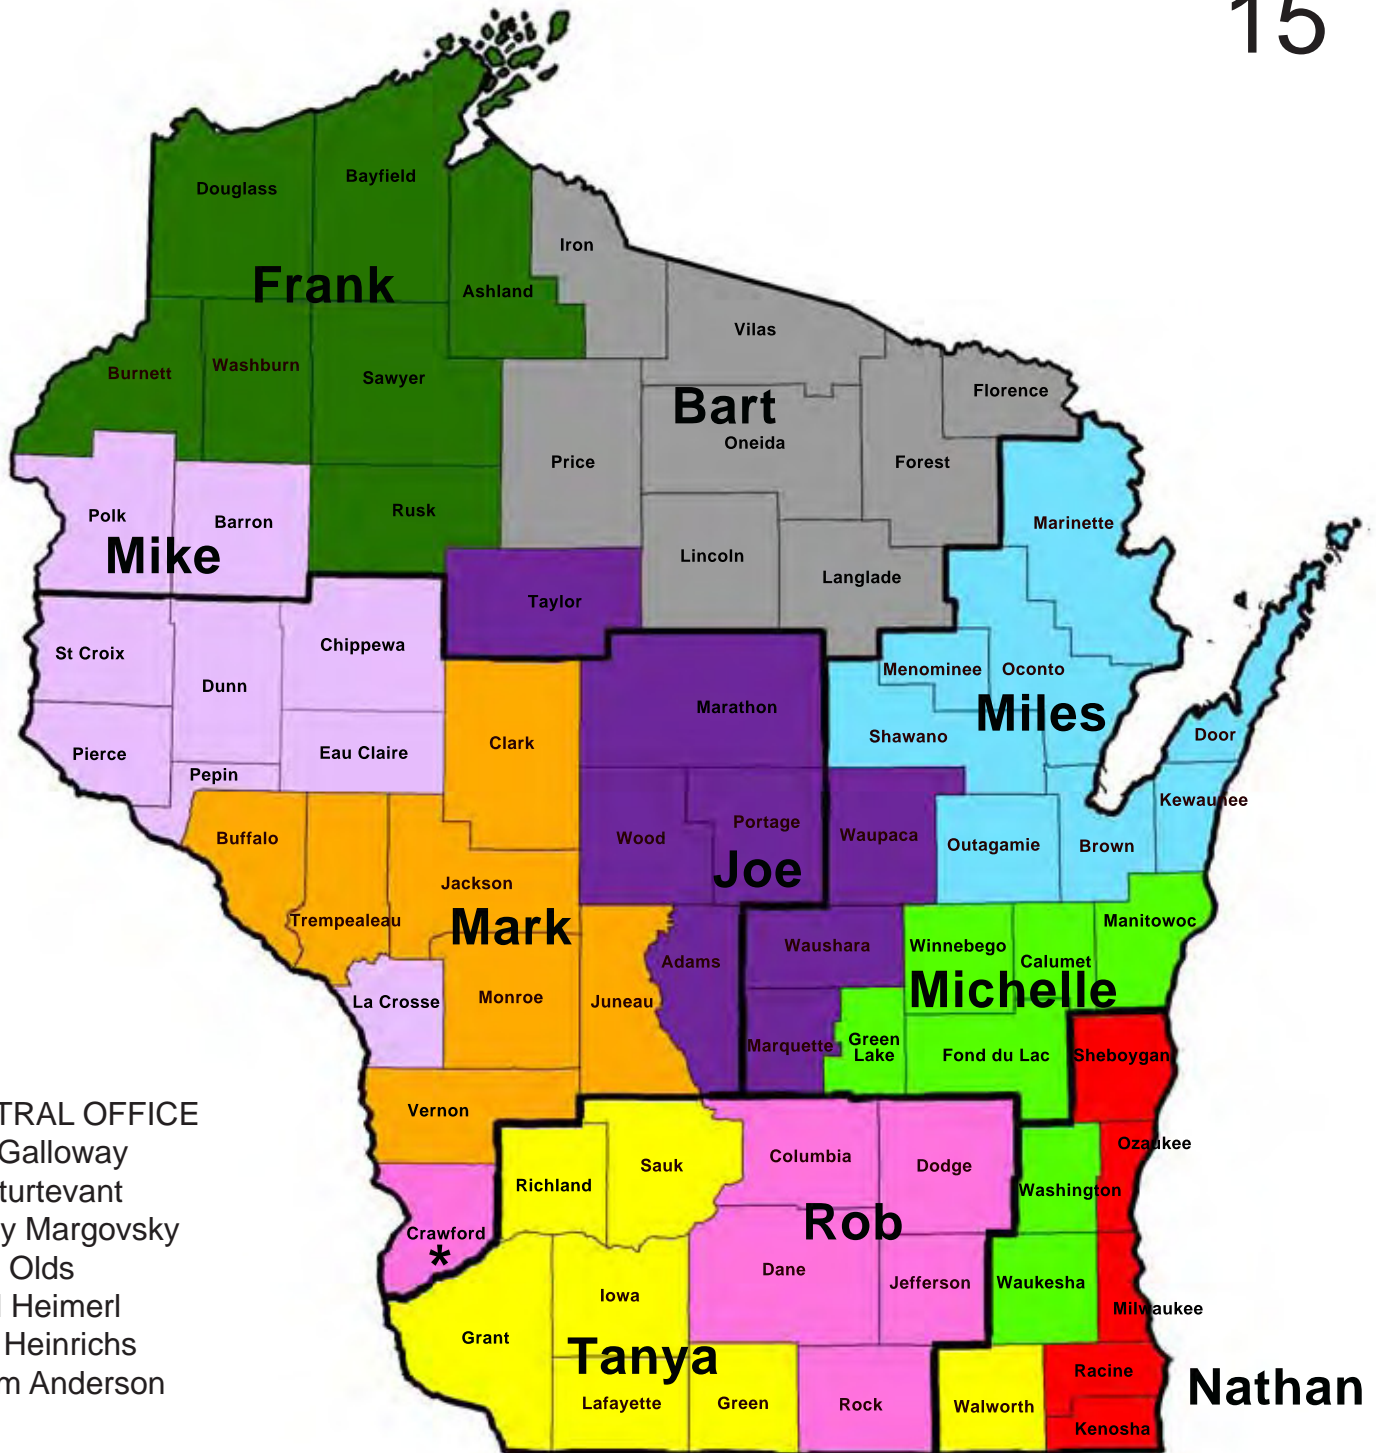 15
Douglass
Bayfield
Iron
Frank
Ashland
Vilas
Burnett
Washburn
Sawyer
Florence
Bart
Oneida
Price
Forest
Rusk
Polk
Barron
Marinette
Mike
Lincoln
Langlade
Taylor
St Croix
Chippewa
Menominee
Oconto
Dunn
Marathon
Miles
Door
Pierce
Eau Claire
Clark
Shawano
Pepin
Kewaunee
Buffalo
Wood
Portage
Waupaca
Outagamie
Brown
Joe
Jackson
Trempealeau
Mark
Manitowoc
Waushara
Winnebego
Adams
Calumet
La Crosse
Monroe
Juneau
Michelle
Marquette
Green
Lake
Fond du Lac
Sheboygan
TRAL OFFICE
Vernon
Galloway
Ozaukee
Columbia
Dodge
Sauk
Richland
Washington
turtevant
y Margovsky
Crawford
*
Rob
Olds
Dane
Jefferson
Waukesha
Iowa
l Heimerl
Milwaukee
Grant
Heinrichs
Tanya
Racine
m Anderson
Nathan
Lafayette
Green
Rock
Walworth
Kenosha